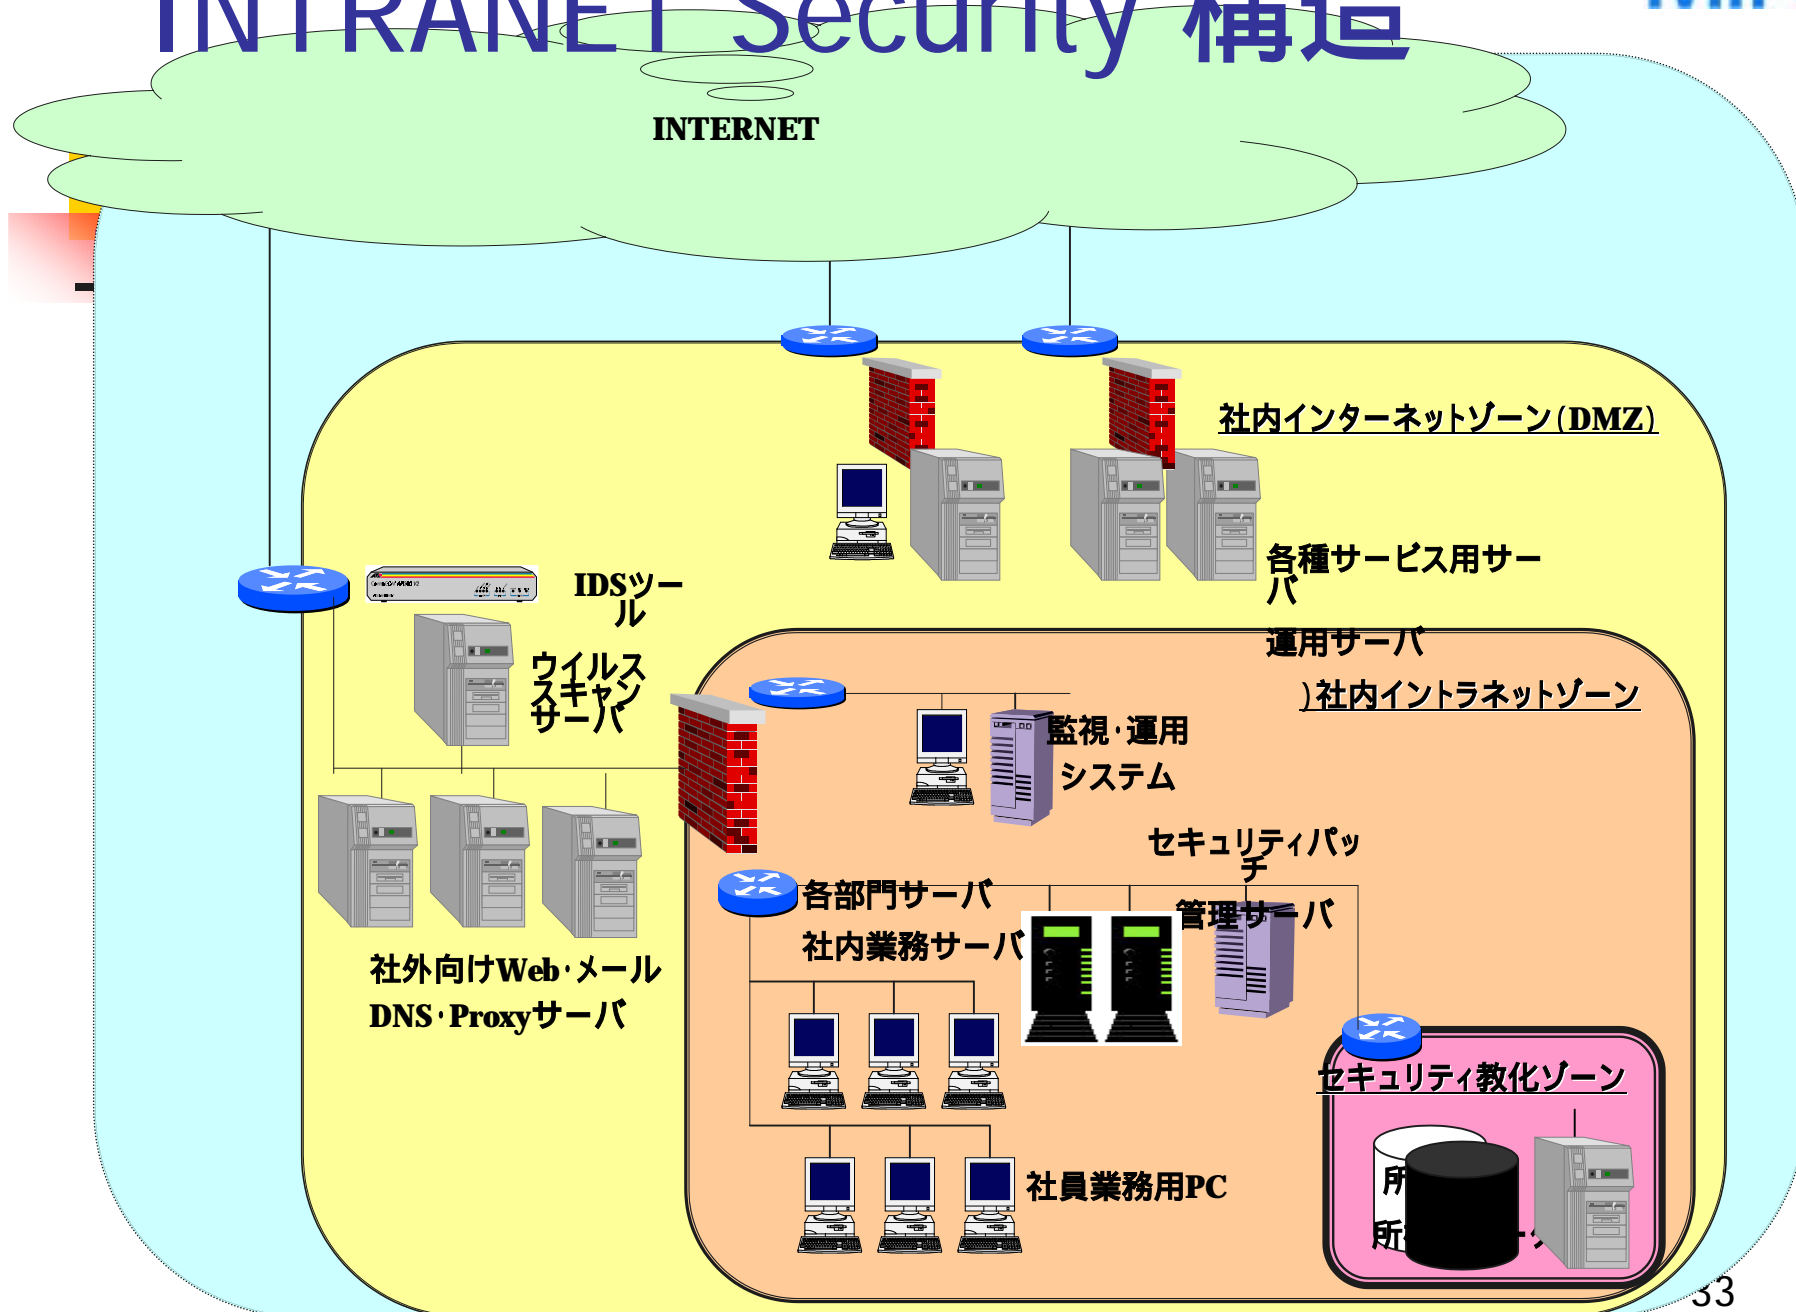 INTRANET Security 構造
INTERNET
社内インターネットゾーン(DMZ)
各種サービス用サー
バ
運用サーバ
IDSツー
ル
ウイルス
スキャン
サーバ
)社内イントラネットゾーン
監視・運用
システム
セキュリティパッ
チ
管理サーバ
各部門サーバ
社内業務サーバ
社外向けWeb・メール
DNS・Proxyサーバ
セキュリティ教化ゾーン
社員業務用PC
33